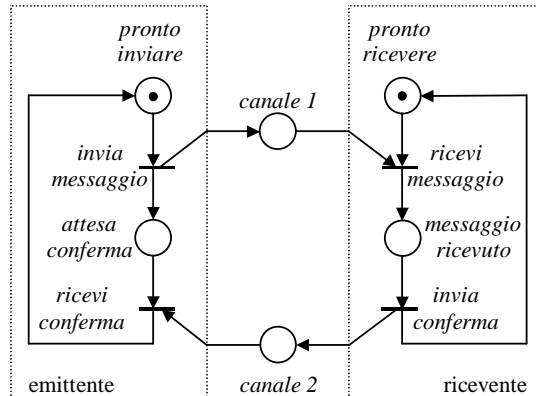 pronto
inviare
pronto
ricevere
canale 1
invia
messaggio
ricevi
messaggio
attesa
conferma
messaggio
ricevuto
ricevi
conferma
invia
conferma
emittente
canale 2
ricevente